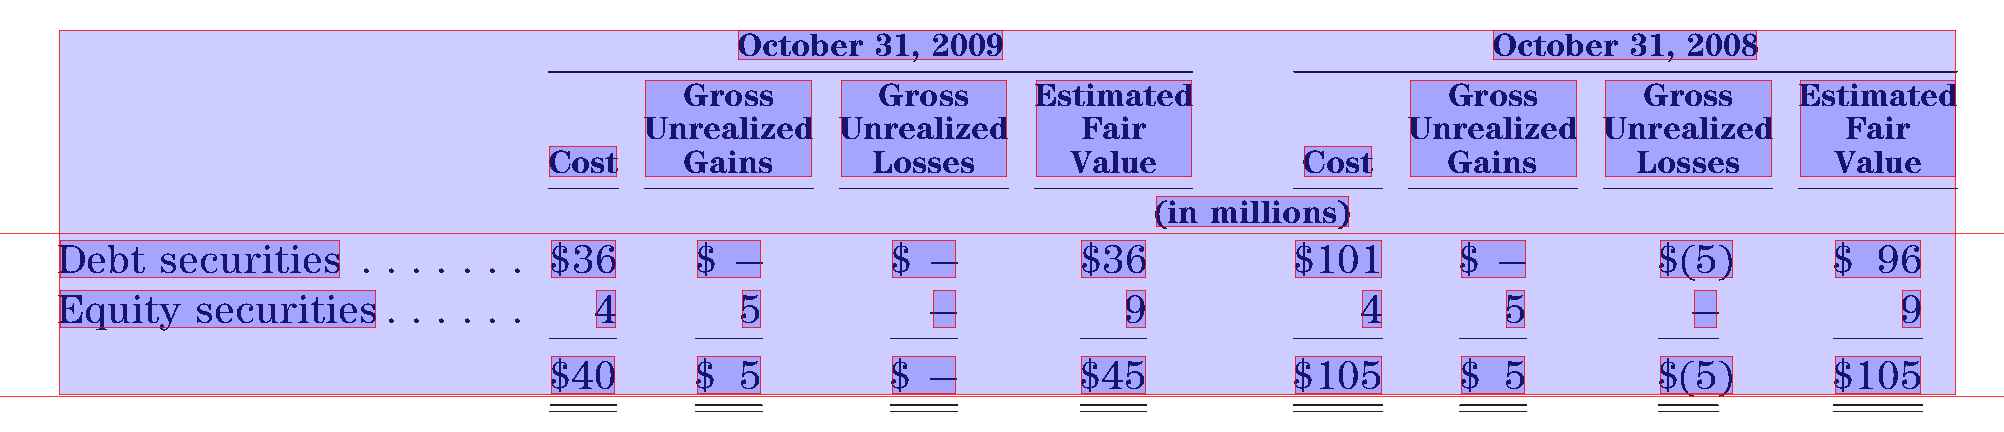 October 31, 2009 October 31, 2008
Gross Gross Estimated Gross Gross Estimated
Unrealized Unrealized Fair Unrealized Unrealized Fair
Cost Gains Losses Value Cost Gains Losses Value
(in millions)
Debt securities . . . . . . . $36 $ – $ – $36 $101 $ – $(5) $ 96
Equity securities . . . . . . 4 5 – 9 4 5 – 9
$40 $ 5 $ – $45 $105 $ 5 $(5) $105